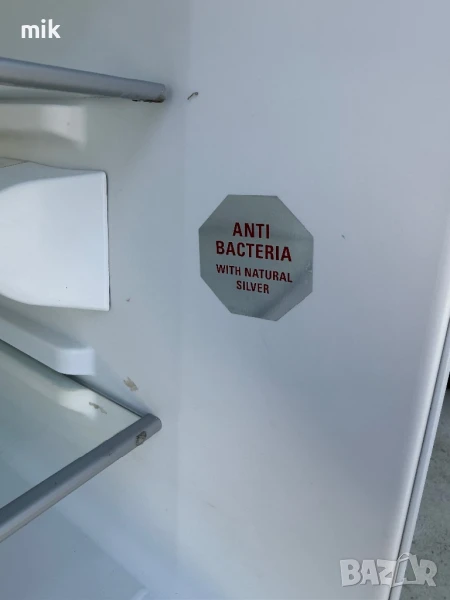 mik
ANTI
BACTERIA
WITH NATURAL
SILVER
BAZAR